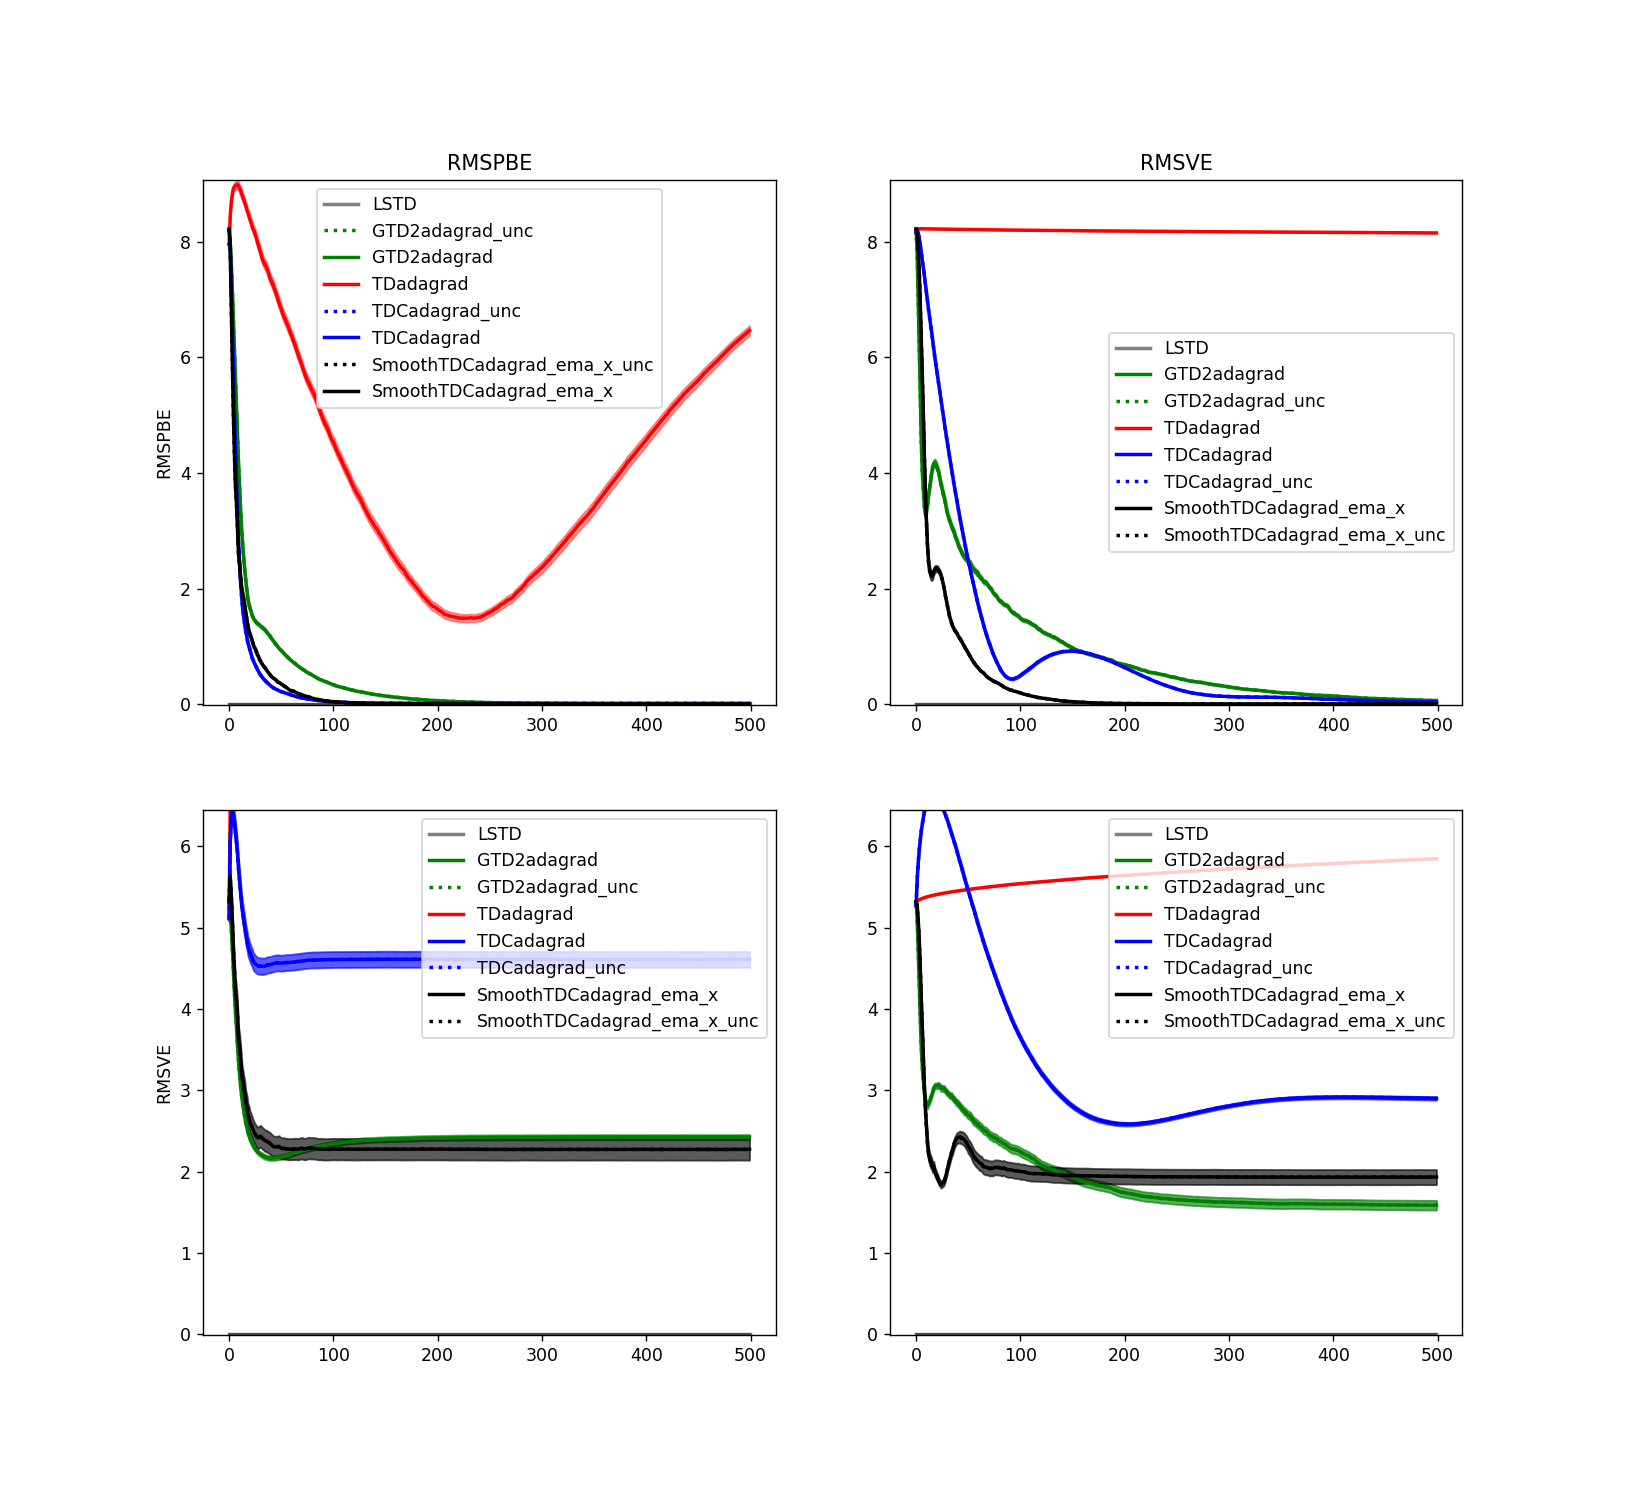 RMSPBE
RMSPBE
8
6
4
2
0
0 100 200 300 400 500
LSTD
GTD2adagrad_unc
GTD2adagrad
TDadagrad
TDCadagrad_unc
TDCadagrad
SmoothTDCadagrad_ema_x_unc
SmoothTDCadagrad_ema_x
RMSVE
8
6
4
2
0
0 100 200 300 400 500
LSTD
GTD2adagrad
GTD2adagrad_unc
TDadagrad
TDCadagrad
TDCadagrad_unc
SmoothTDCadagrad_ema_x
SmoothTDCadagrad_ema_x_unc
RMSVE
6
5
4
3
2
1
0
0 100 200 300 400 500
LSTD
GTD2adagrad
GTD2adagrad_unc
TDadagrad
TDCadagrad
TDCadagrad_unc
SmoothTDCadagrad_ema_x
SmoothTDCadagrad_ema_x_unc
6
5
4
3
2
1
0
0 100 200 300 400 500
LSTD
GTD2adagrad
GTD2adagrad_unc
TDadagrad
TDCadagrad
TDCadagrad_unc
SmoothTDCadagrad_ema_x
SmoothTDCadagrad_ema_x_unc